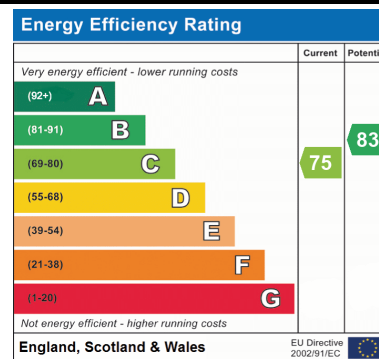 Energy Efficiency Rating
Current Potenti
Very energy efficient - lower running costs
(92+) A
(81-91) B
83
(69-80) C
75
(55-68) D
(39-54) E
(21-38) F
(1-20) G
Not energy efficient - higher running costs
England, Scotland & Wales
EU Directive
2002/91/EC